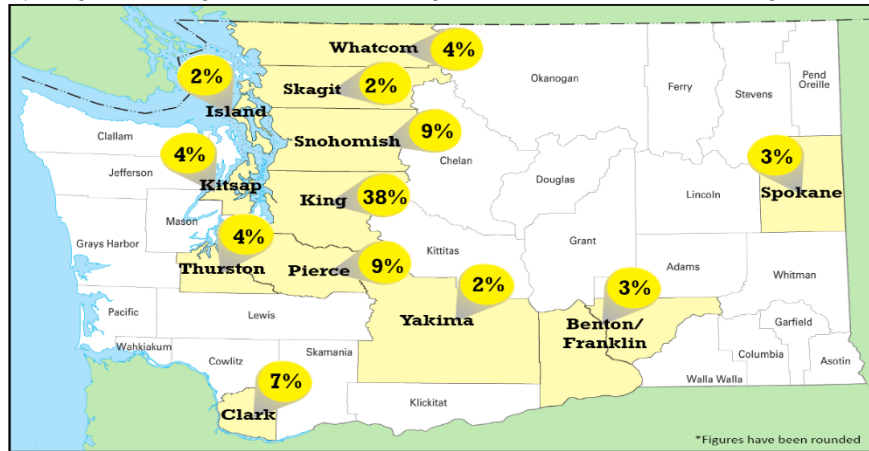 Whatcom
4%
Okanogan
Ferry
Stevens
Pend
Oreille
2%
Island
Skagit
2%
Clallam
Snohomish
9%
Chelan
4%
Jefferson
Kitsap
Douglas
Lincoln
3%
Spokane
King
38%
Mason
Grays Harbor
4%
Thurston
Pierce
9%
Kittitas
Grant
Adams
Whitman
2%
Yakima
3%
Benton/
Franklin
Pacific
Lewis
Garfield
Columbia
Asotin
Wahkiakum
Cowlitz
Skamania
Walla Walla
7%
Clark
Klickitat
*Figures have been rounded